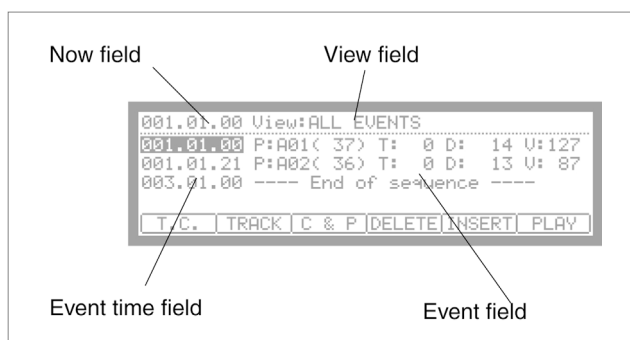 Now field View field
001.01.00 View:ALL EVENTS
001.01.00 P:A01( 37) T: 0 D: 14 V:127
001.01.21 P:A02( 36) T: 0 D: 13 V: 87
003.01.00 ---- End of sequence ----
T.C. TRACK C & P DELETE INSERT PLAY
Event time field Event field